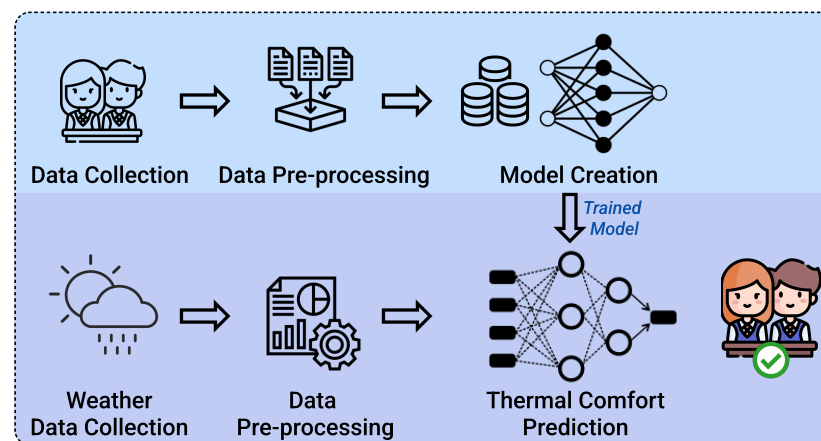 Data Collection
Data Pre-processing
Model Creation
Trained
Model
Weather
Data Collection
Data
Pre-processing
Thermal Comfort
Prediction